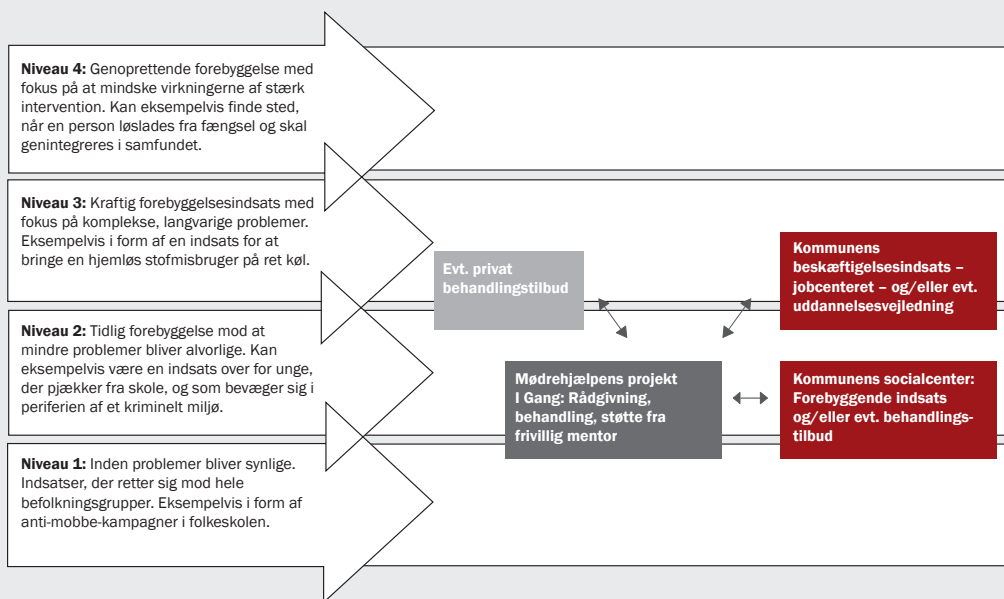 Niveau 4: Genoprettende forebyggelse med
fokus på at mindske virkningerne af stærk
intervention. Kan eksempelvis finde sted,
når en person løslades fra fængsel og skal
genintegreres i samfundet.
Niveau 3: Kraftig forebyggelsesindsats med
fokus på komplekse, langvarige problemer.
Eksempelvis i form af en indsats for at
bringe en hjemløs stofmisbruger på ret køl.
Evt. privat
behandlingstilbud
Kommunens
beskæftigelsesindsats –
jobcenteret – og/eller evt.
uddannelsesvejledning
Niveau 2: Tidlig forebyggelse mod at
mindre problemer bliver alvorlige. Kan
eksempelvis være en indsats over for unge,
der pjækker fra skole, og som bevæger sig i
periferien af et kriminelt miljø.
Mødrehjælpens projekt
I Gang: Rådgivning,
behandling, støtte fra
frivillig mentor
Kommunens socialcenter:
Forebyggende indsats
og/eller evt. behandlings-
tilbud
Niveau 1: Inden problemer bliver synlige.
Indsatser, der retter sig mod hele
befolkningsgrupper. Eksempelvis i form af
anti-mobbe-kampagner i folkeskolen.